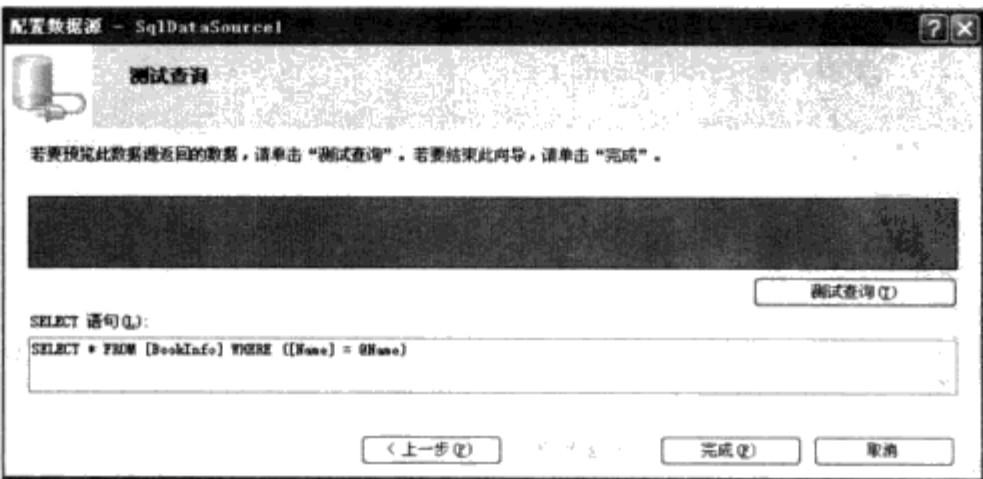 配置数据源 - SqlDataSource1
测试查询
若要预览此数据源返回的数据，请单击“测试查询”。若要结束此向导，请单击“完成”。
测试查询(T)
SELECT 语句(L):
SELECT * FROM [BookInfo] WHERE ([Name] = @Name)
< 上一步(P)
完成(F)
取消